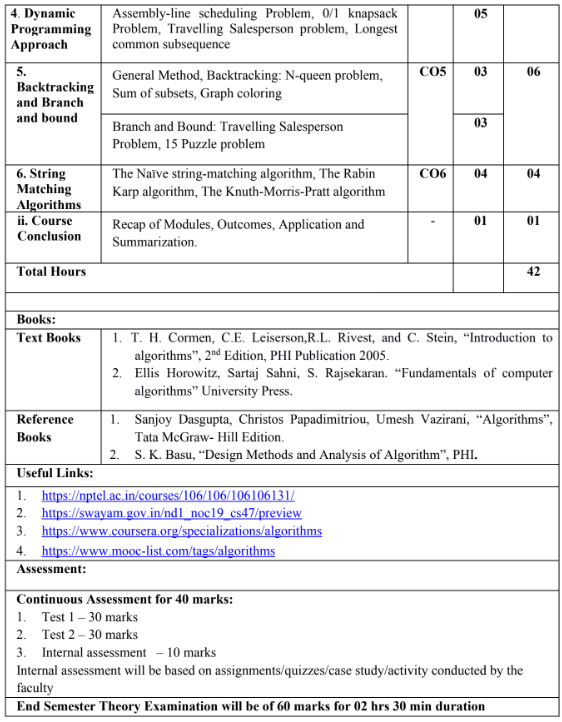 4. Dynamic Programming Approach
Assembly-line scheduling Problem, 0/1 knapsack
Problem, Travelling Salesperson problem, Longest
common subsequence
05
5. Backtracking and Branch and bound
General Method, Backtracking: N-queen problem,
Sum of subsets, Graph coloring
CO5
03
06
Branch and Bound: Travelling Salesperson
Problem, 15 Puzzle problem
03
6. String Matching Algorithms
The Naïve string-matching algorithm, The Rabin
Karp algorithm, The Knuth-Morris-Pratt algorithm
CO6
04
04
ii. Course Conclusion
Recap of Modules, Outcomes, Application and
Summarization.
-
01
01
Total Hours
42
Books:
Text Books
1. T. H. Cormen, C.E. Leiserson,R.L. Rivest, and C. Stein, “Introduction to
algorithms”, 2nd Edition, PHI Publication 2005.
2. Ellis Horowitz, Sartaj Sahni, S. Rajsekaran. “Fundamentals of computer
algorithms” University Press.
Reference Books
1. Sanjoy Dasgupta, Christos Papadimitriou, Umesh Vazirani, “Algorithms”,
Tata McGraw- Hill Edition.
2. S. K. Basu, “Design Methods and Analysis of Algorithm”, PHI.
Useful Links:
1. https://nptel.ac.in/courses/106/106/106106131/
2. https://swayam.gov.in/nd1_noc19_cs47/preview
3. https://www.coursera.org/specializations/algorithms
4. https://www.mooc-list.com/tags/algorithms
Assessment:
Continuous Assessment for 40 marks:
1. Test 1 – 30 marks
2. Test 2 – 30 marks
3. Internal assessment – 10 marks
Internal assessment will be based on assignments/quizzes/case study/activity conducted by the
faculty
End Semester Theory Examination will be of 60 marks for 02 hrs 30 min duration